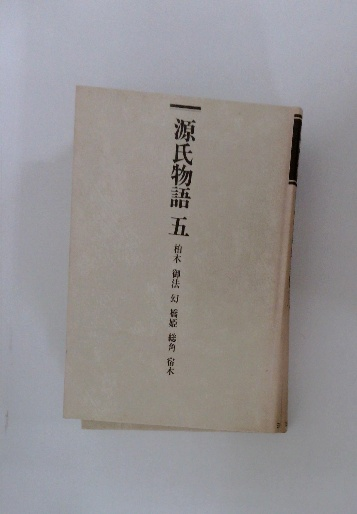 源氏物語 五 柏木 御法 幻 橋姫 総角 宿木